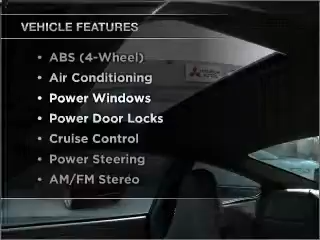 VEHICLE FEATURES
• ABS (4-Wheel)
• Air Conditioning
• Power Windows
• Power Door Locks
• Cruise Control
• Power Steering
• AM/FM Stereo